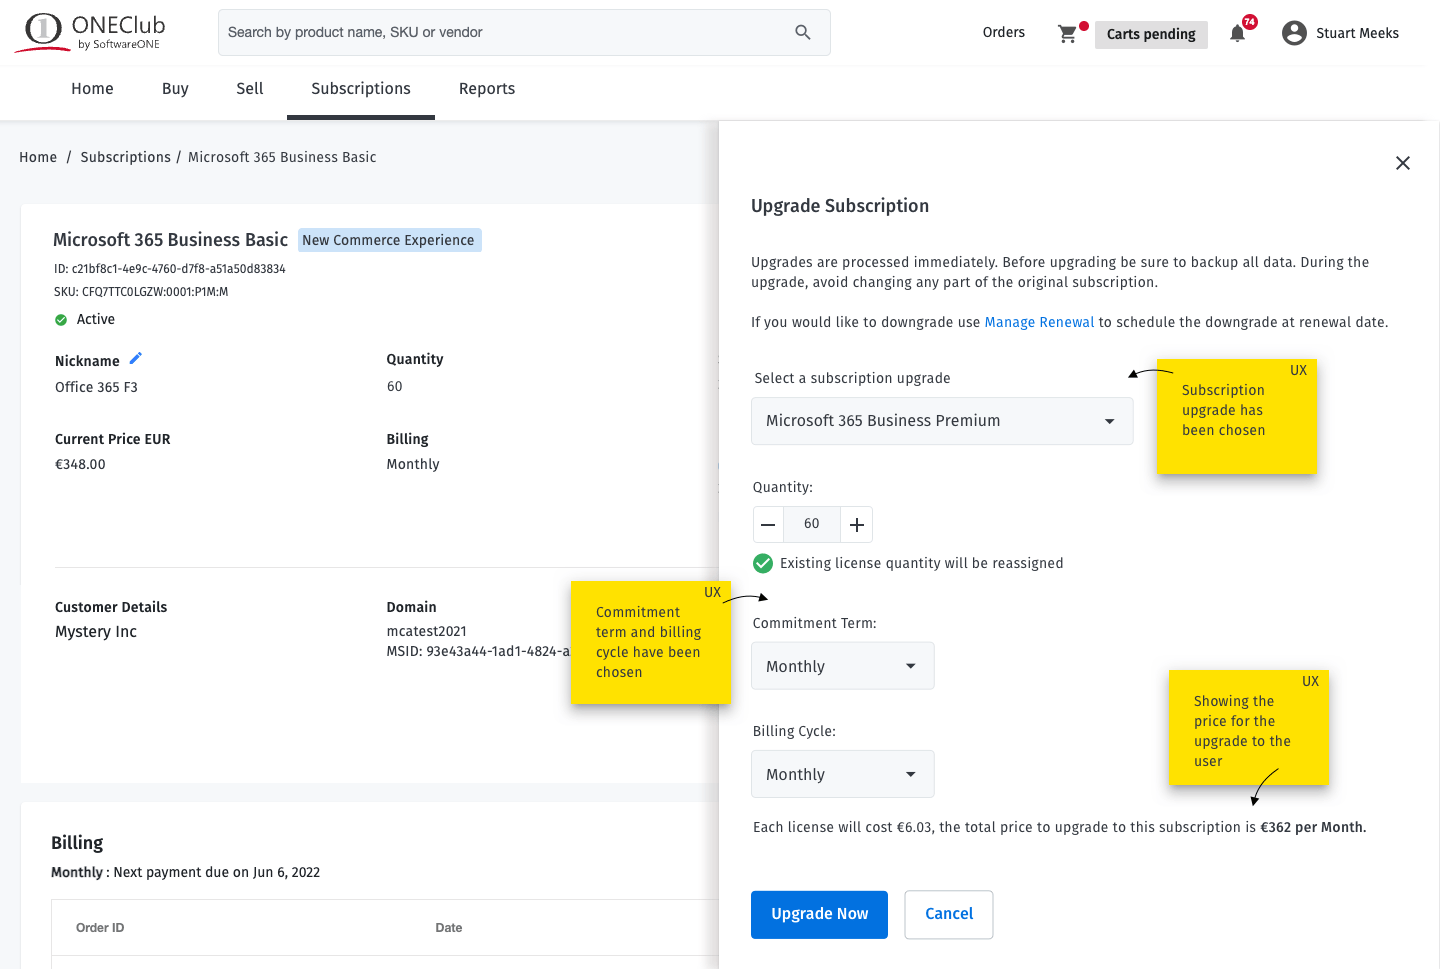 1 ONEClub
by SoftwareONE
Search by product name, SKU or vendor
Orders
Carts pending
74
Stuart Meeks
Home Buy Sell Subscriptions Reports
Home / Subscriptions / Microsoft 365 Business Basic
Microsoft 365 Business Basic
New Commerce Experience
ID: c21bf8c1-4e9c-4760-d7f8-a51a50d83834
SKU: CFQ7TTC0LGZW:0001:P1M:M
Active
Nickname
Office 365 F3
Quantity
60
Current Price EUR
€348.00
Billing
Monthly
Customer Details
Mystery Inc
Domain
mcatest2021
MSID: 93e43a44-1ad1-4824-a
Billing
Monthly : Next payment due on Jun 6, 2022
Order ID Date
Upgrade Subscription
Upgrades are processed immediately. Before upgrading be sure to backup all data. During the
upgrade, avoid changing any part of the original subscription.
If you would like to downgrade use Manage Renewal to schedule the downgrade at renewal date.
Select a subscription upgrade
Microsoft 365 Business Premium
UX
Subscription
upgrade has
been chosen
Quantity:
60
Existing license quantity will be reassigned
UX
Commitment
term and billing
cycle have been
chosen
Commitment Term:
Monthly
Billing Cycle:
Monthly
UX
Showing the
price for the
upgrade to the
user
Each license will cost €6.03, the total price to upgrade to this subscription is €362 per Month.
Upgrade Now
Cancel